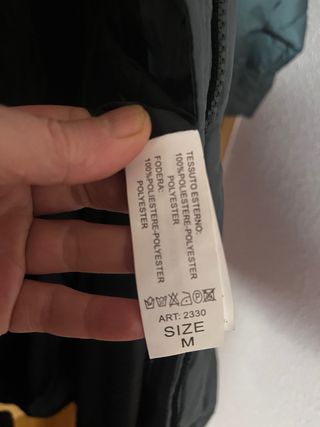 TESSUTO ESTERNO:
100%POLIESTERE-POLYESTER
POLYESTER
FODERA:
100%POLIESTERE-POLYESTER
POLYESTER
ART: 2330
SIZE
M